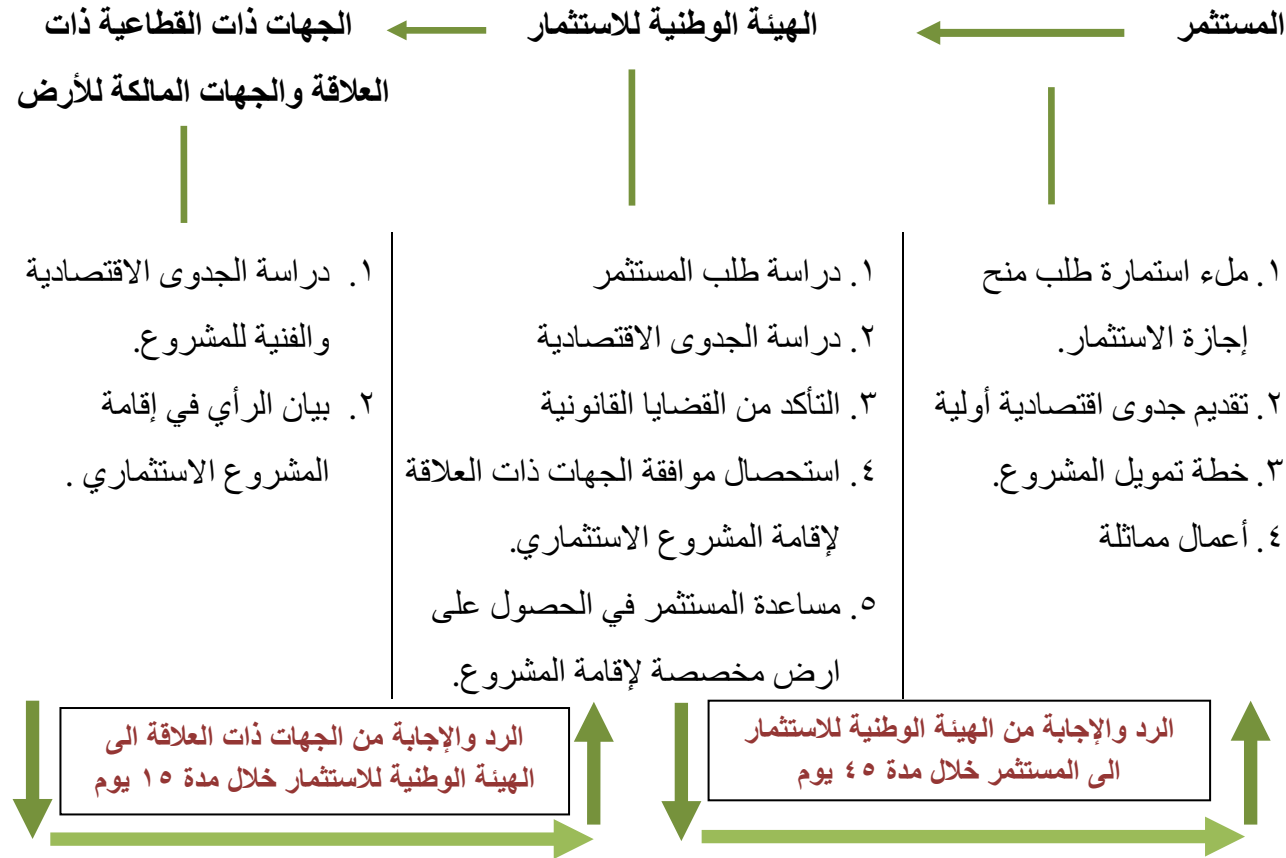 المستثمر
الهيئة الوطنية للاستثمار
الجهات ذات القطاعية ذات
العلاقة والجهات المالكة للأرض
١. ملء استمارة طلب منح
إجازة الاستثمار.
٢. تقديم جدوى اقتصادية أولية
٣. خطة تمويل المشروع.
٤. أعمال مماثلة
١. دراسة طلب المستثمر
٢. دراسة الجدوى الاقتصادية
٣. التأكد من القضايا القانونية
٤. استحصال موافقة الجهات ذات العلاقة
لإقامة المشروع الاستثماري.
٥. مساعدة المستثمر في الحصول على
ارض مخصصة لإقامة المشروع.
١. دراسة الجدوى الاقتصادية
والفنية للمشروع.
٢. بيان الرأي في إقامة
المشروع الاستثماري .
الرد والإجابة من الهيئة الوطنية للاستثمار
الى المستثمر خلال مدة ٤٥ يوم
الرد والإجابة من الجهات ذات العلاقة الى
الهيئة الوطنية للاستثمار خلال مدة ١٥ يوم